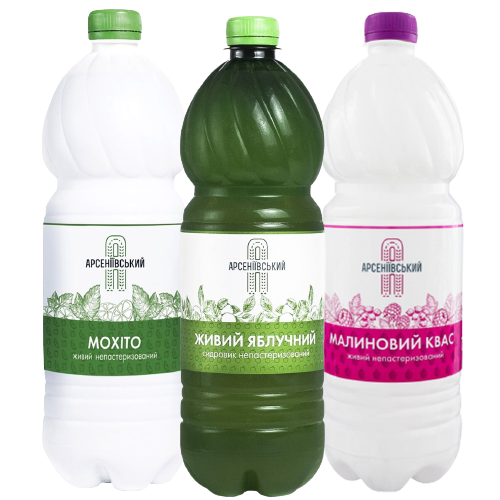 АРСЕНІЇВСЬКИЙ
МОХІТО
живий непастеризований
АРСЕНІЇВСЬКИЙ
ЖИВИЙ ЯБЛУЧНИЙ
сидровик непастеризований
АРСЕНІЇВСЬКИЙ
МАЛИНОВИЙ КВАС
живий непастеризований